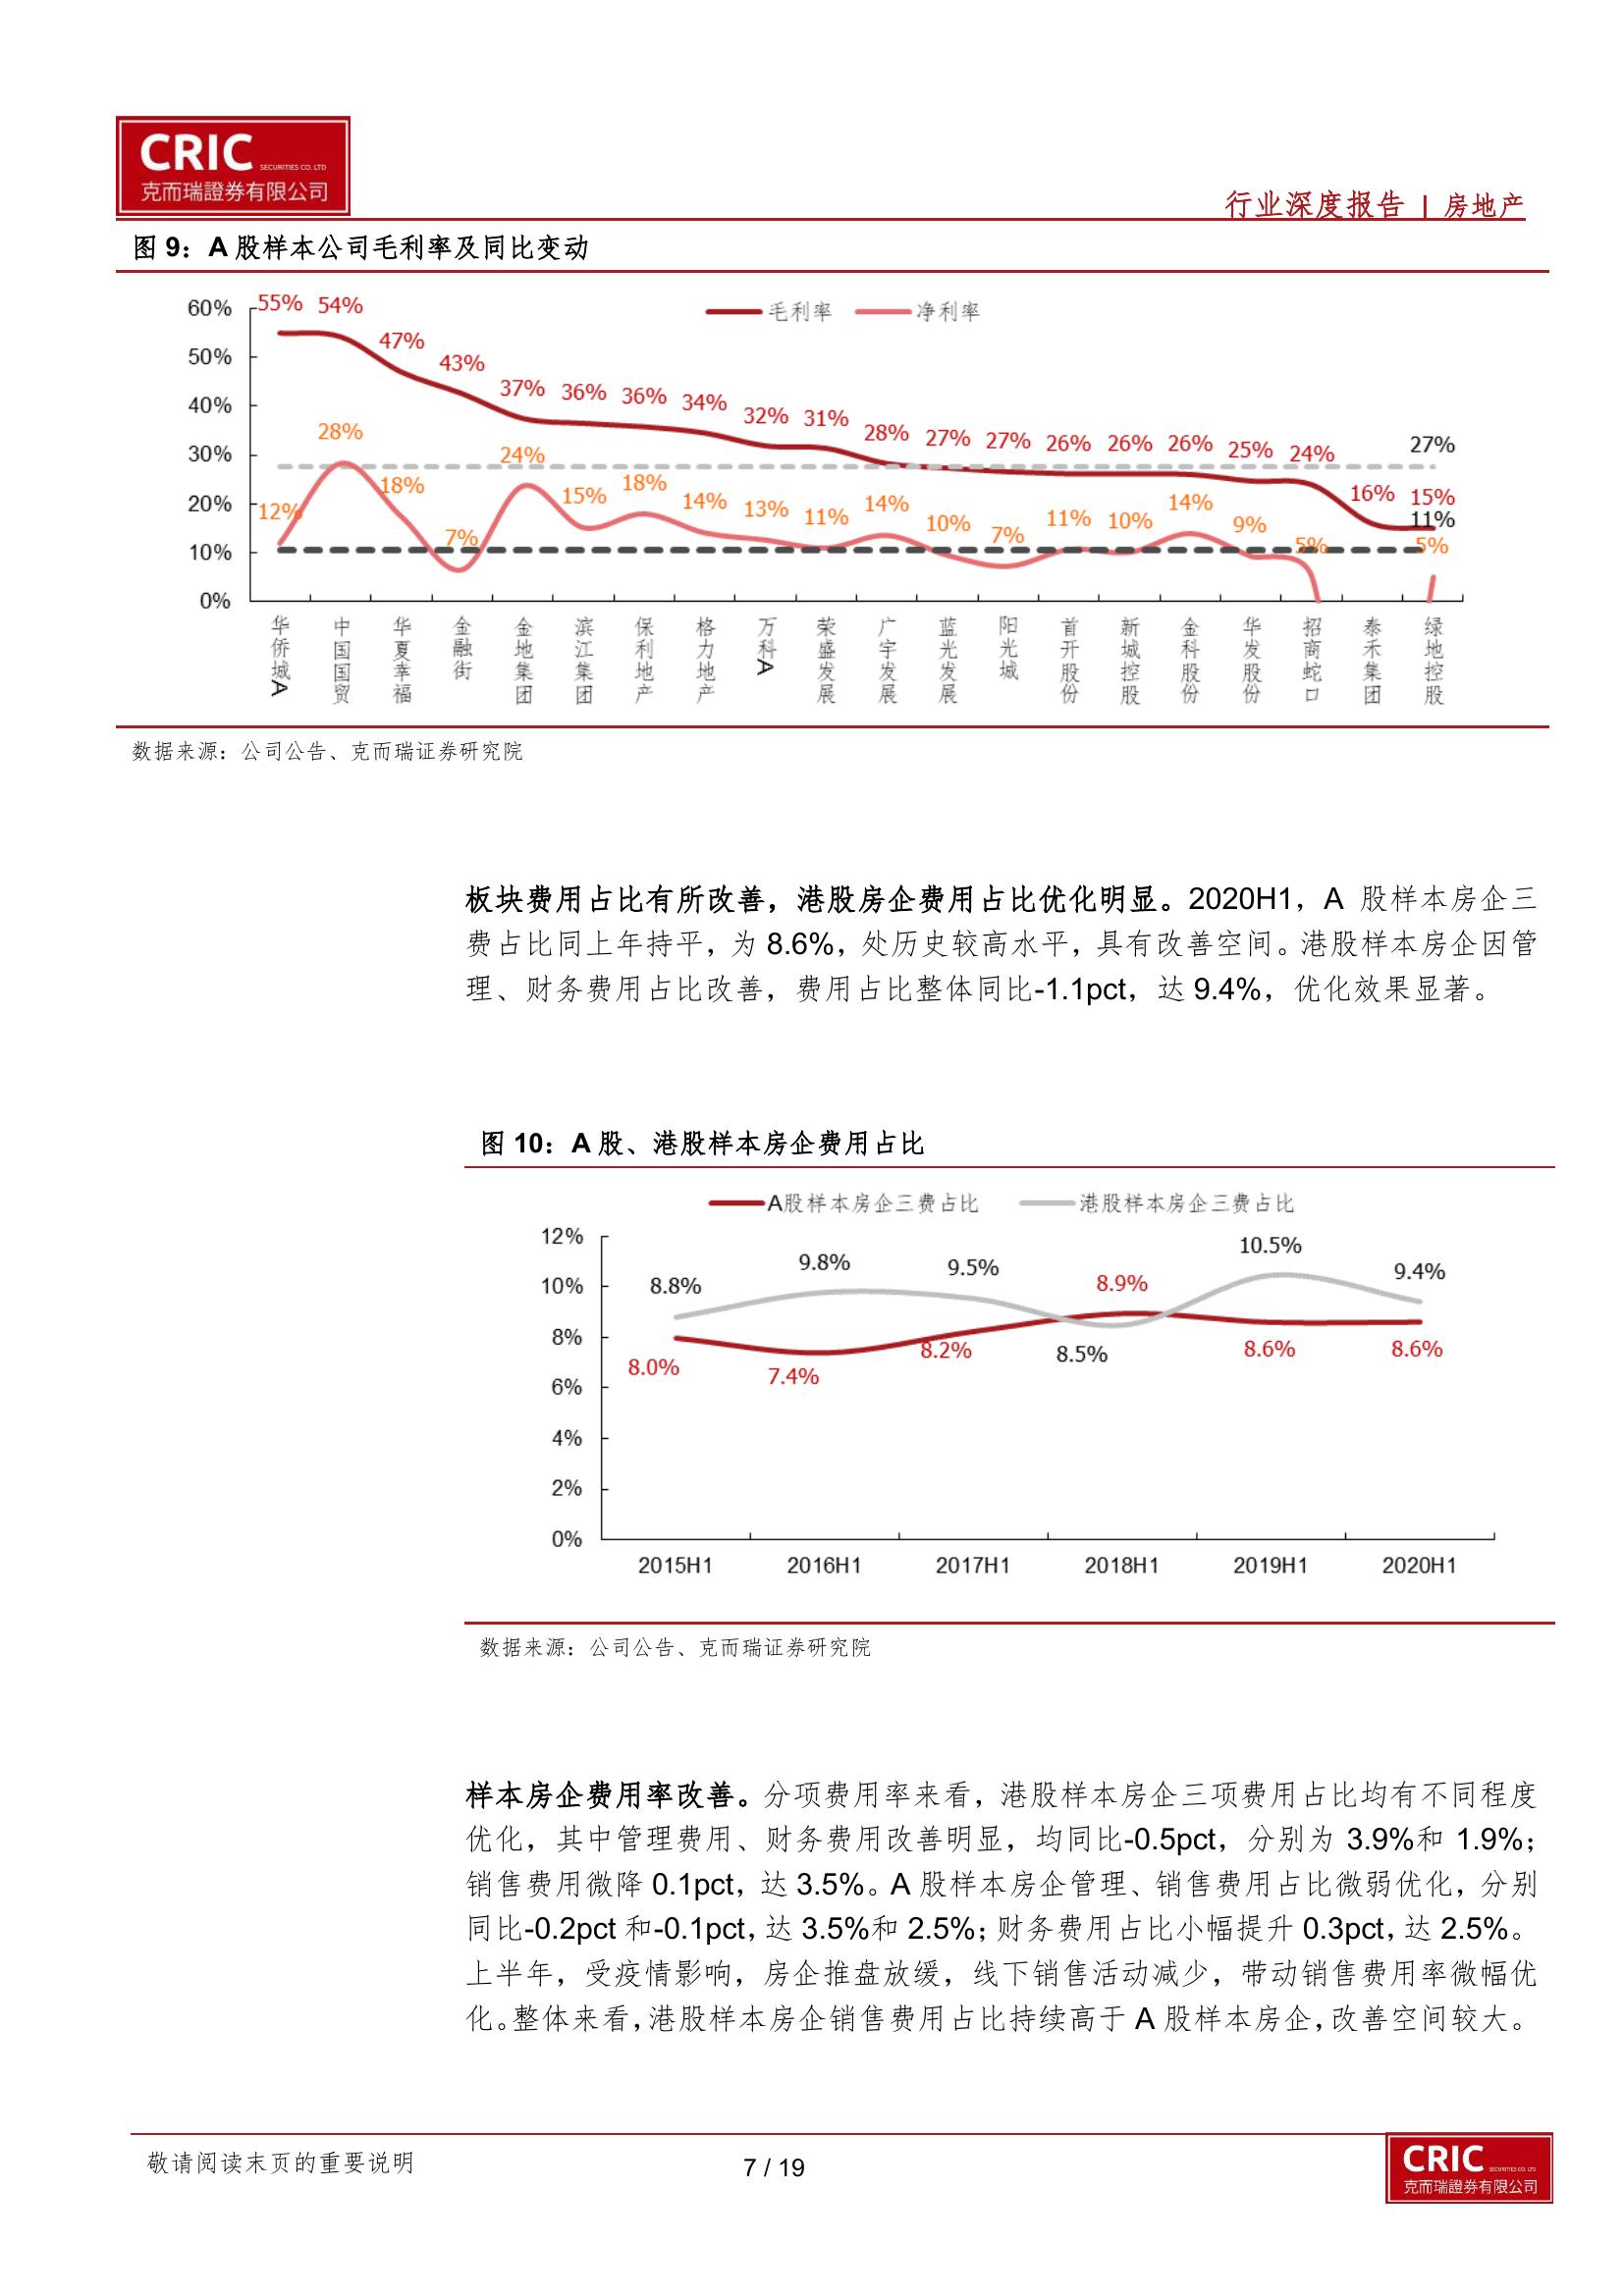 CRIC SECURITIES CO. LTD
克而瑞證券有限公司
行业深度报告 | 房地产
图 9：A 股样本公司毛利率及同比变动
毛利率 净利率
60%
50%
40%
30%
20%
10%
0%
55% 54% 47% 43% 37% 36% 36% 34% 32% 31% 28% 27% 27% 26% 26% 26% 25% 24% 16% 15%
27%
12% 28% 18% 7% 24% 15% 18% 14% 13% 11% 14% 10% 7% 11% 10% 14% 9% 5% 5%
11%
华侨城A 中国国贸 华夏幸福 金融街 金地集团 滨江集团 保利地产 格力地产 万科A 荣盛发展 广宇发展 蓝光发展 阳光城 首开股份 新城控股 金科股份 华发股份 招商蛇口 泰禾集团 绿地控股
数据来源：公司公告、克而瑞证券研究院
板块费用占比有所改善，港股房企费用占比优化明显。2020H1，A 股样本房企三
费占比同上年持平，为 8.6%，处历史较高水平，具有改善空间。港股样本房企因管
理、财务费用占比改善，费用占比整体同比-1.1pct，达 9.4%，优化效果显著。
图 10：A 股、港股样本房企费用占比
A股样本房企三费占比 港股样本房企三费占比
12%
10%
8%
6%
4%
2%
0%
8.8% 9.8% 9.5% 8.5% 10.5% 9.4%
8.0% 7.4% 8.2% 8.9% 8.6% 8.6%
2015H1 2016H1 2017H1 2018H1 2019H1 2020H1
数据来源：公司公告、克而瑞证券研究院
样本房企费用率改善。分项费用率来看，港股样本房企三项费用占比均有不同程度
优化，其中管理费用、财务费用改善明显，均同比-0.5pct，分别为 3.9%和 1.9%；
销售费用微降 0.1pct，达 3.5%。A 股样本房企管理、销售费用占比微弱优化，分别
同比-0.2pct 和-0.1pct，达 3.5%和 2.5%；财务费用占比小幅提升 0.3pct，达 2.5%。
上半年，受疫情影响，房企推盘放缓，线下销售活动减少，带动销售费用率微幅优
化。整体来看，港股样本房企销售费用占比持续高于 A 股样本房企，改善空间较大。
敬请阅读末页的重要说明
7 / 19
CRIC SECURITIES CO. LTD
克而瑞證券有限公司